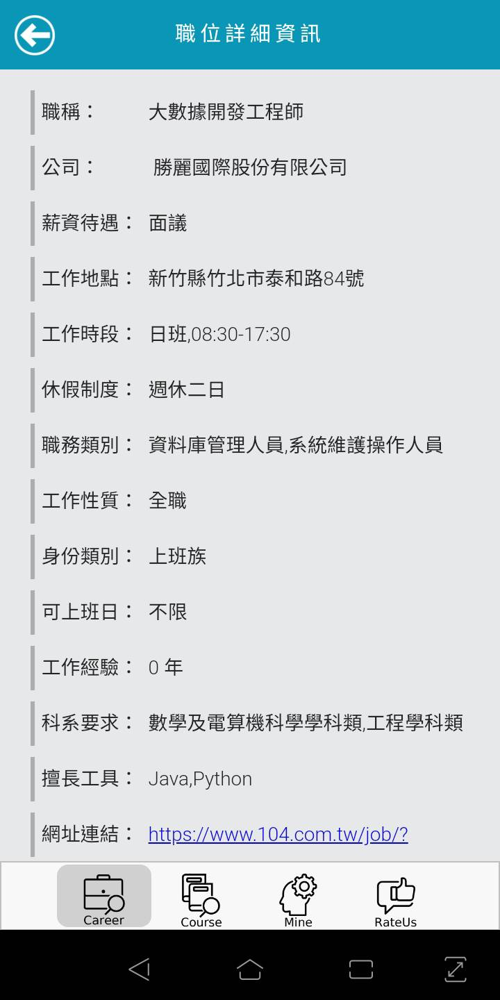 職位詳細資訊
職稱： 大數據開發工程師
公司： 勝麗國際股份有限公司
薪資待遇： 面議
工作地點： 新竹縣竹北市泰和路84號
工作時段： 日班,08:30-17:30
休假制度： 週休二日
職務類別： 資料庫管理人員,系統維護操作人員
工作性質： 全職
身份類別： 上班族
可上班日： 不限
工作經驗： 0 年
科系要求： 數學及電算機科學學科類,工程學科類
擅長工具： Java,Python
網址連結： https://www.104.com.tw/job/?
Career Course Mine RateUs